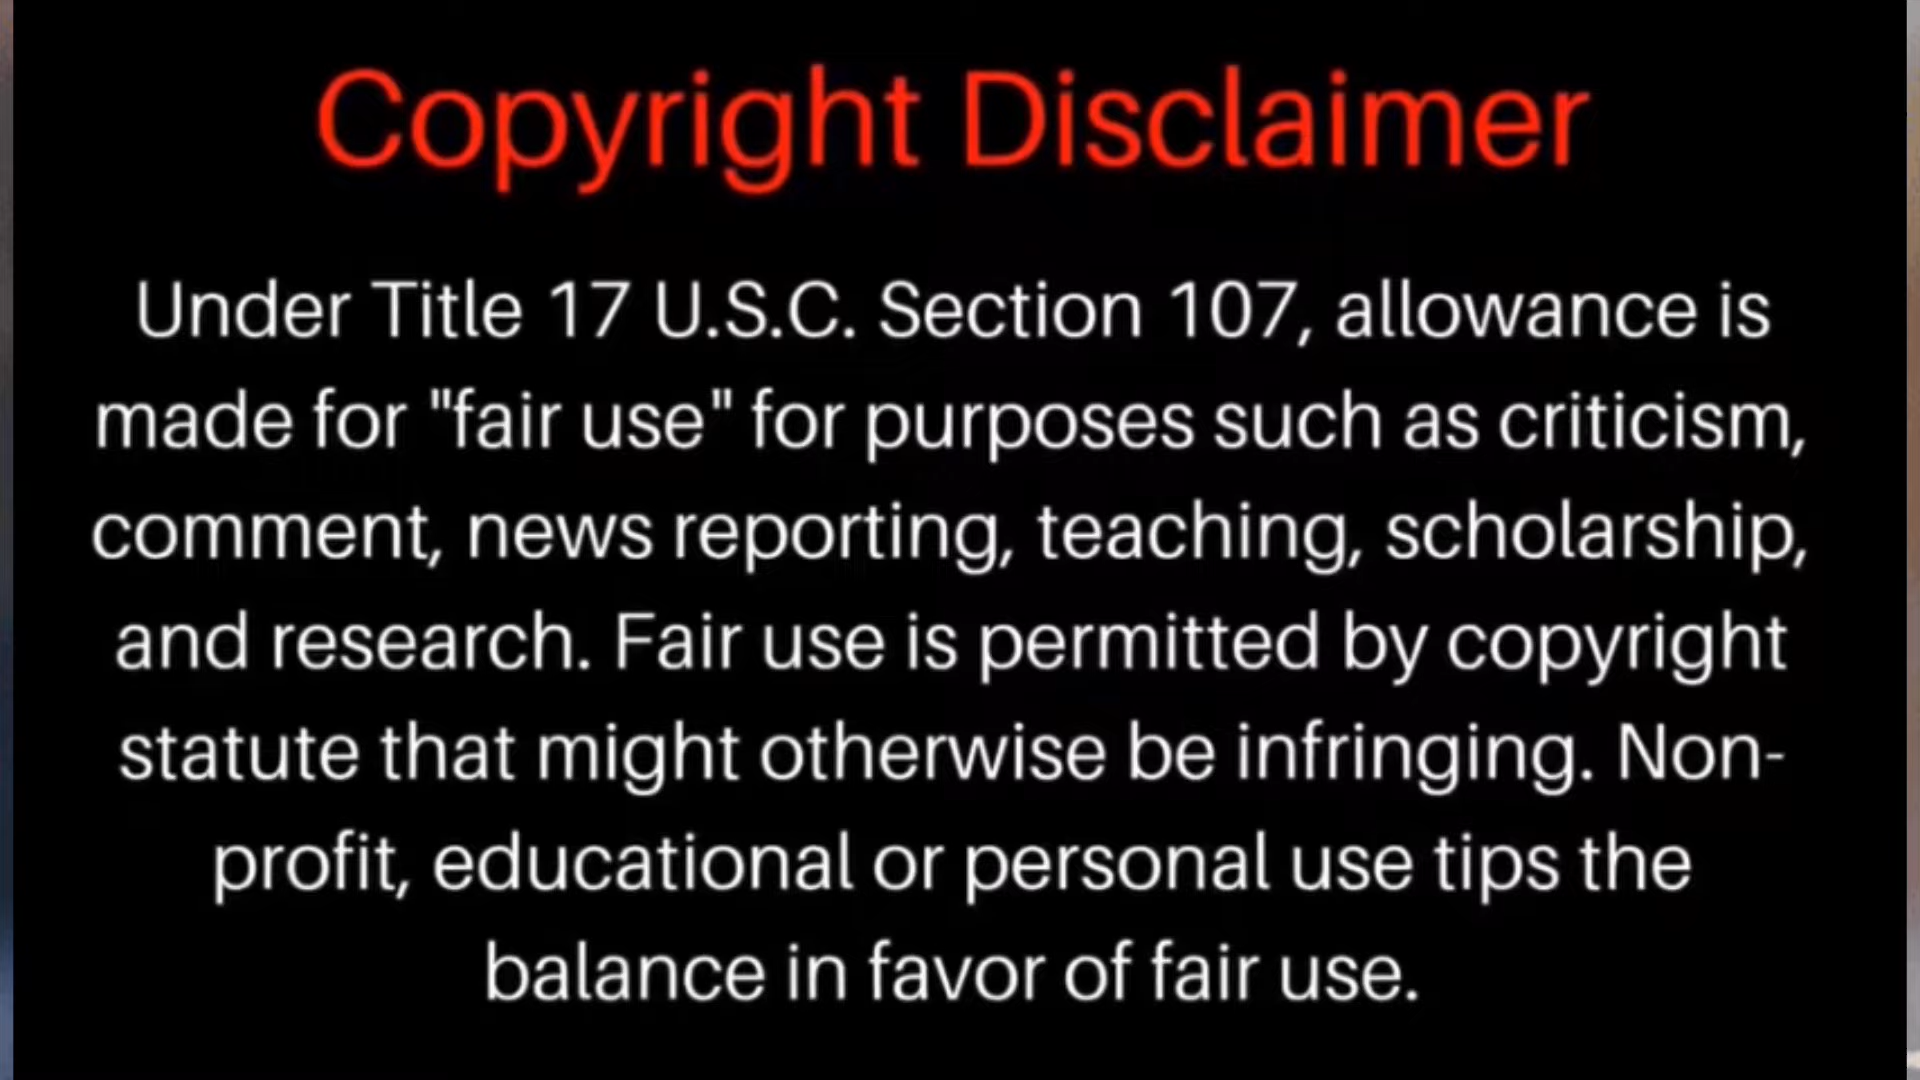 Copyright Disclaimer
Under Title 17 U.S.C. Section 107, allowance is
made for "fair use" for purposes such as criticism,
comment, news reporting, teaching, scholarship,
and research. Fair use is permitted by copyright
statute that might otherwise be infringing. Non-
profit, educational or personal use tips the
balance in favor of fair use.